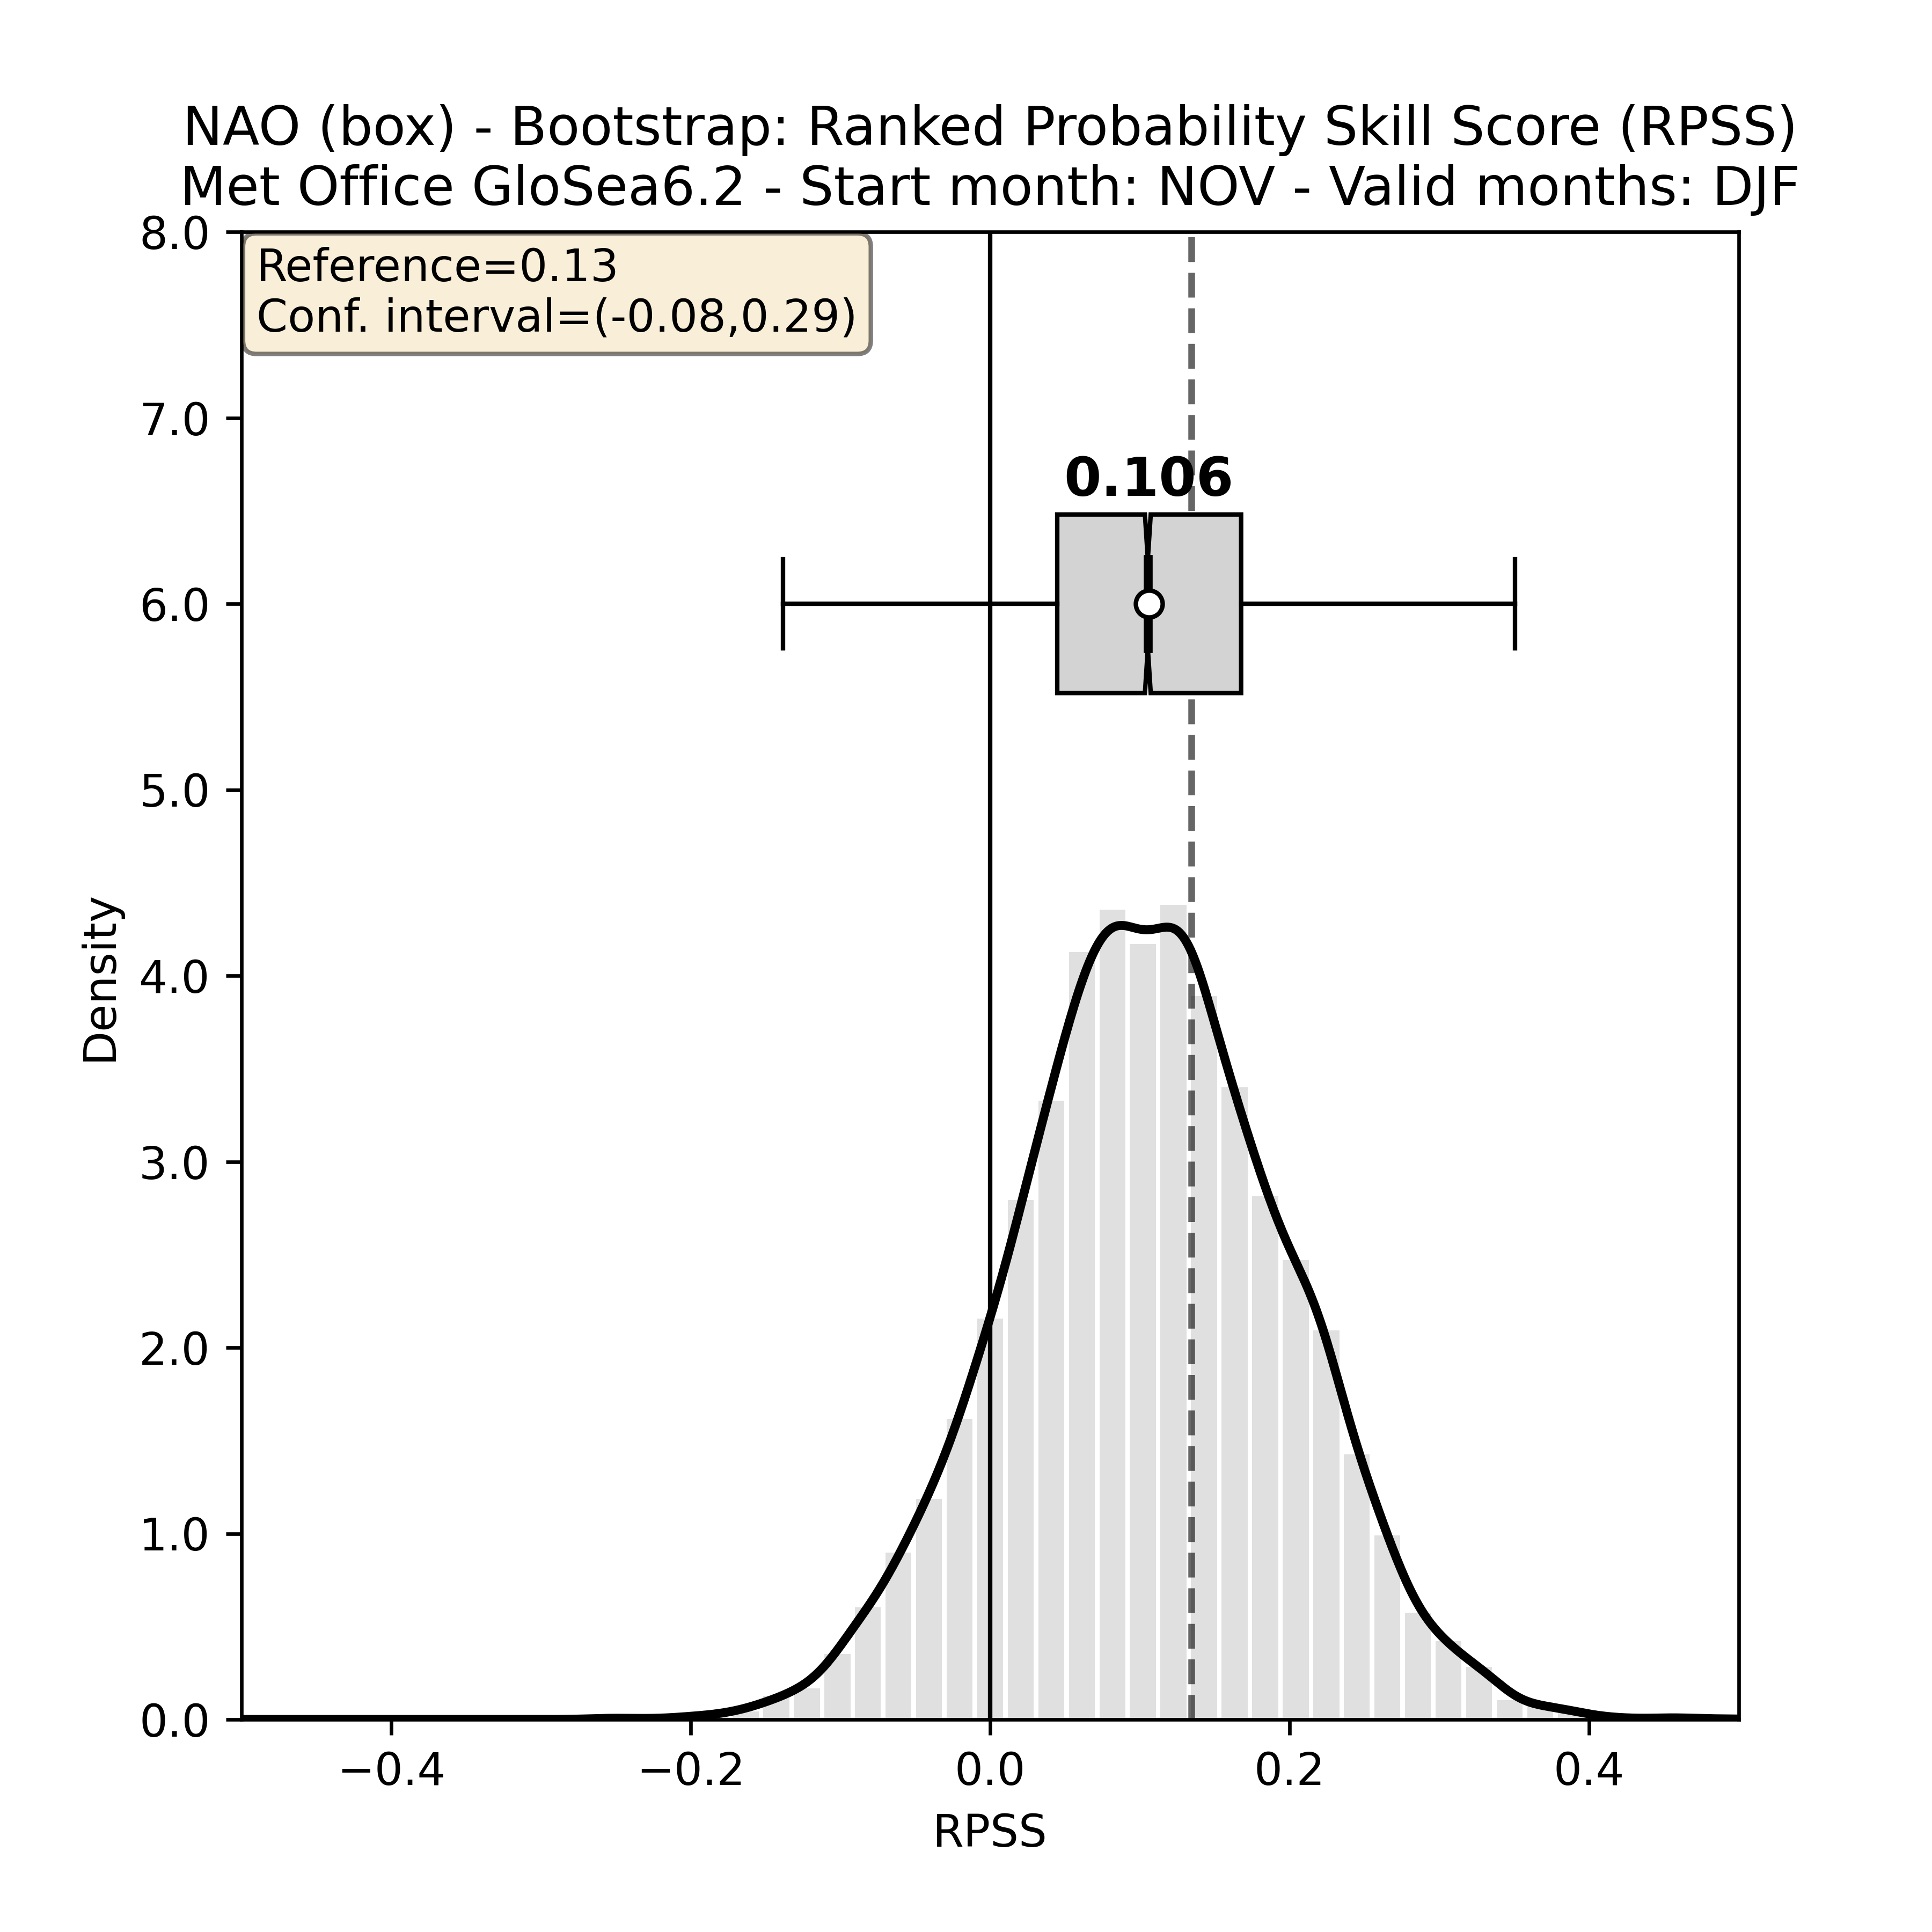 NAO (box) - Bootstrap: Ranked Probability Skill Score (RPSS)
Met Office GloSea6.2 - Start month: NOV - Valid months: DJF
Reference=0.13
Conf. interval=(-0.08,0.29)
0.106
8.0
7.0
6.0
5.0
4.0
3.0
2.0
1.0
0.0
Density
−0.4
−0.2
0.0
0.2
0.4
RPSS